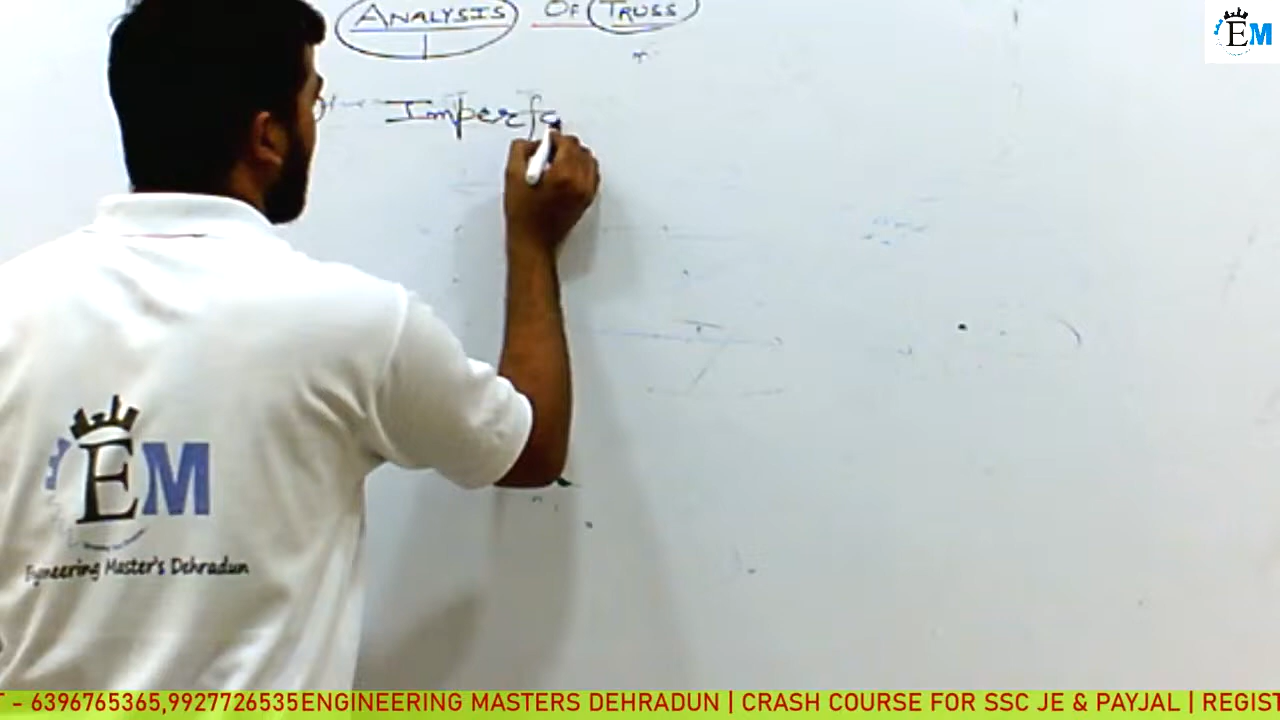 ANALYSIS OF TRUSS
EM
Imperfc
EM
Engineering Master's Dehradun
T - 6396765365,9927726535ENGINEERING MASTERS DEHRADUN | CRASH COURSE FOR SSC JE & PAYJAL | REGIST